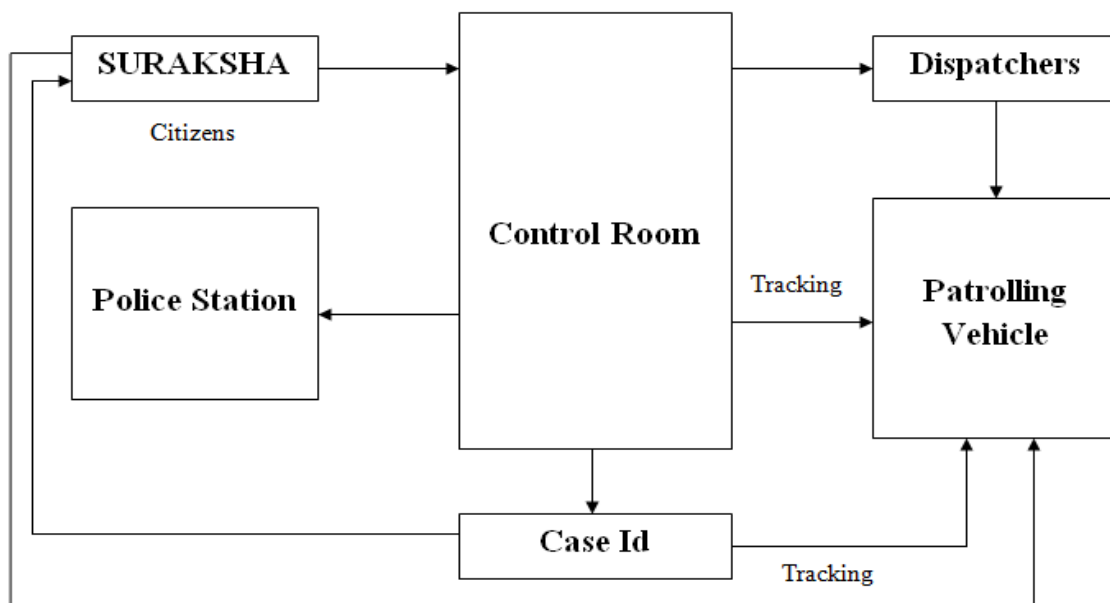 SURAKSHA
Citizens
Control Room
Dispatchers
Police Station
Tracking
Patrolling
Vehicle
Case Id
Tracking